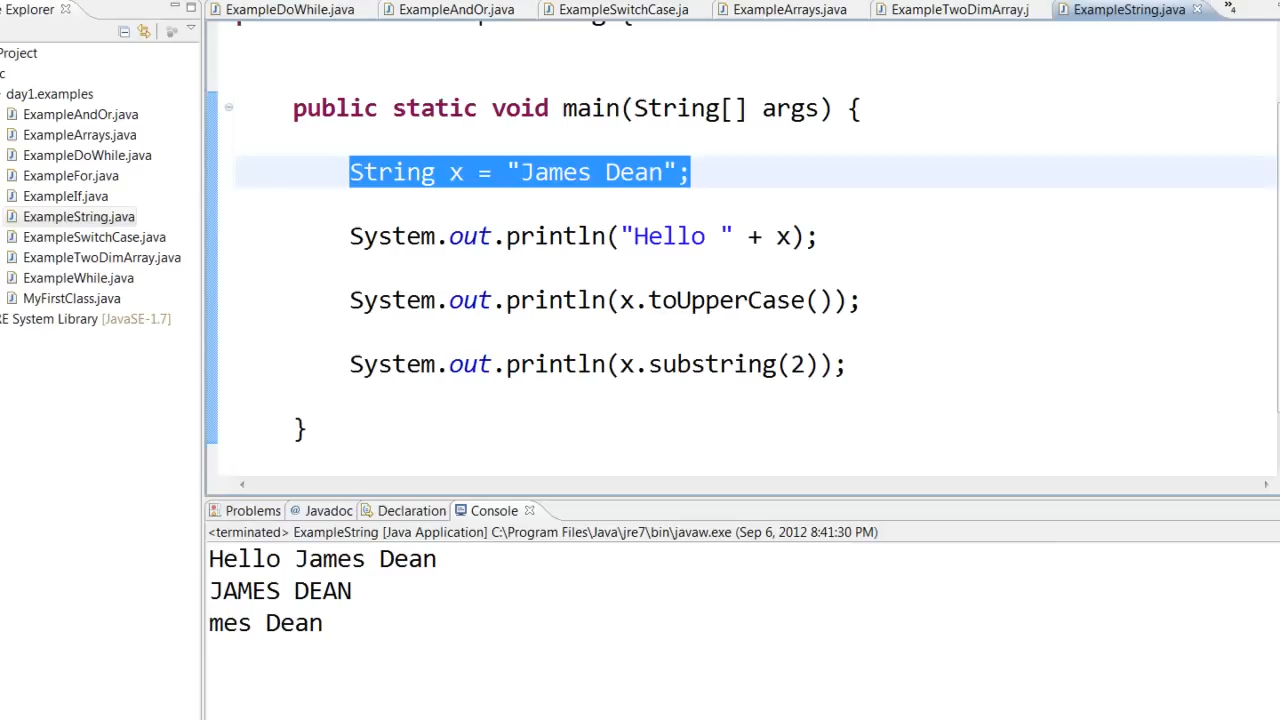 ExampleDoWhile.java ExampleAndOr.java ExampleSwitchCase.ja ExampleArrays.java ExampleTwoDimArray.j ExampleString.java »4
Explorer
Project
c
day1.examples
ExampleAndOr.java
ExampleArrays.java
ExampleDoWhile.java
ExampleFor.java
ExampleIf.java
ExampleString.java
ExampleSwitchCase.java
ExampleTwoDimArray.java
ExampleWhile.java
MyFirstClass.java
RE System Library [JavaSE-1.7]
public static void main(String[] args) {
String x = "James Dean";
System.out.println("Hello " + x);
System.out.println(x.toUpperCase());
System.out.println(x.substring(2));
}
Problems @ Javadoc Declaration Console
<terminated> ExampleString [Java Application] C:\Program Files\Java\jre7\bin\javaw.exe (Sep 6, 2012 8:41:30 PM)
Hello James Dean
JAMES DEAN
mes Dean